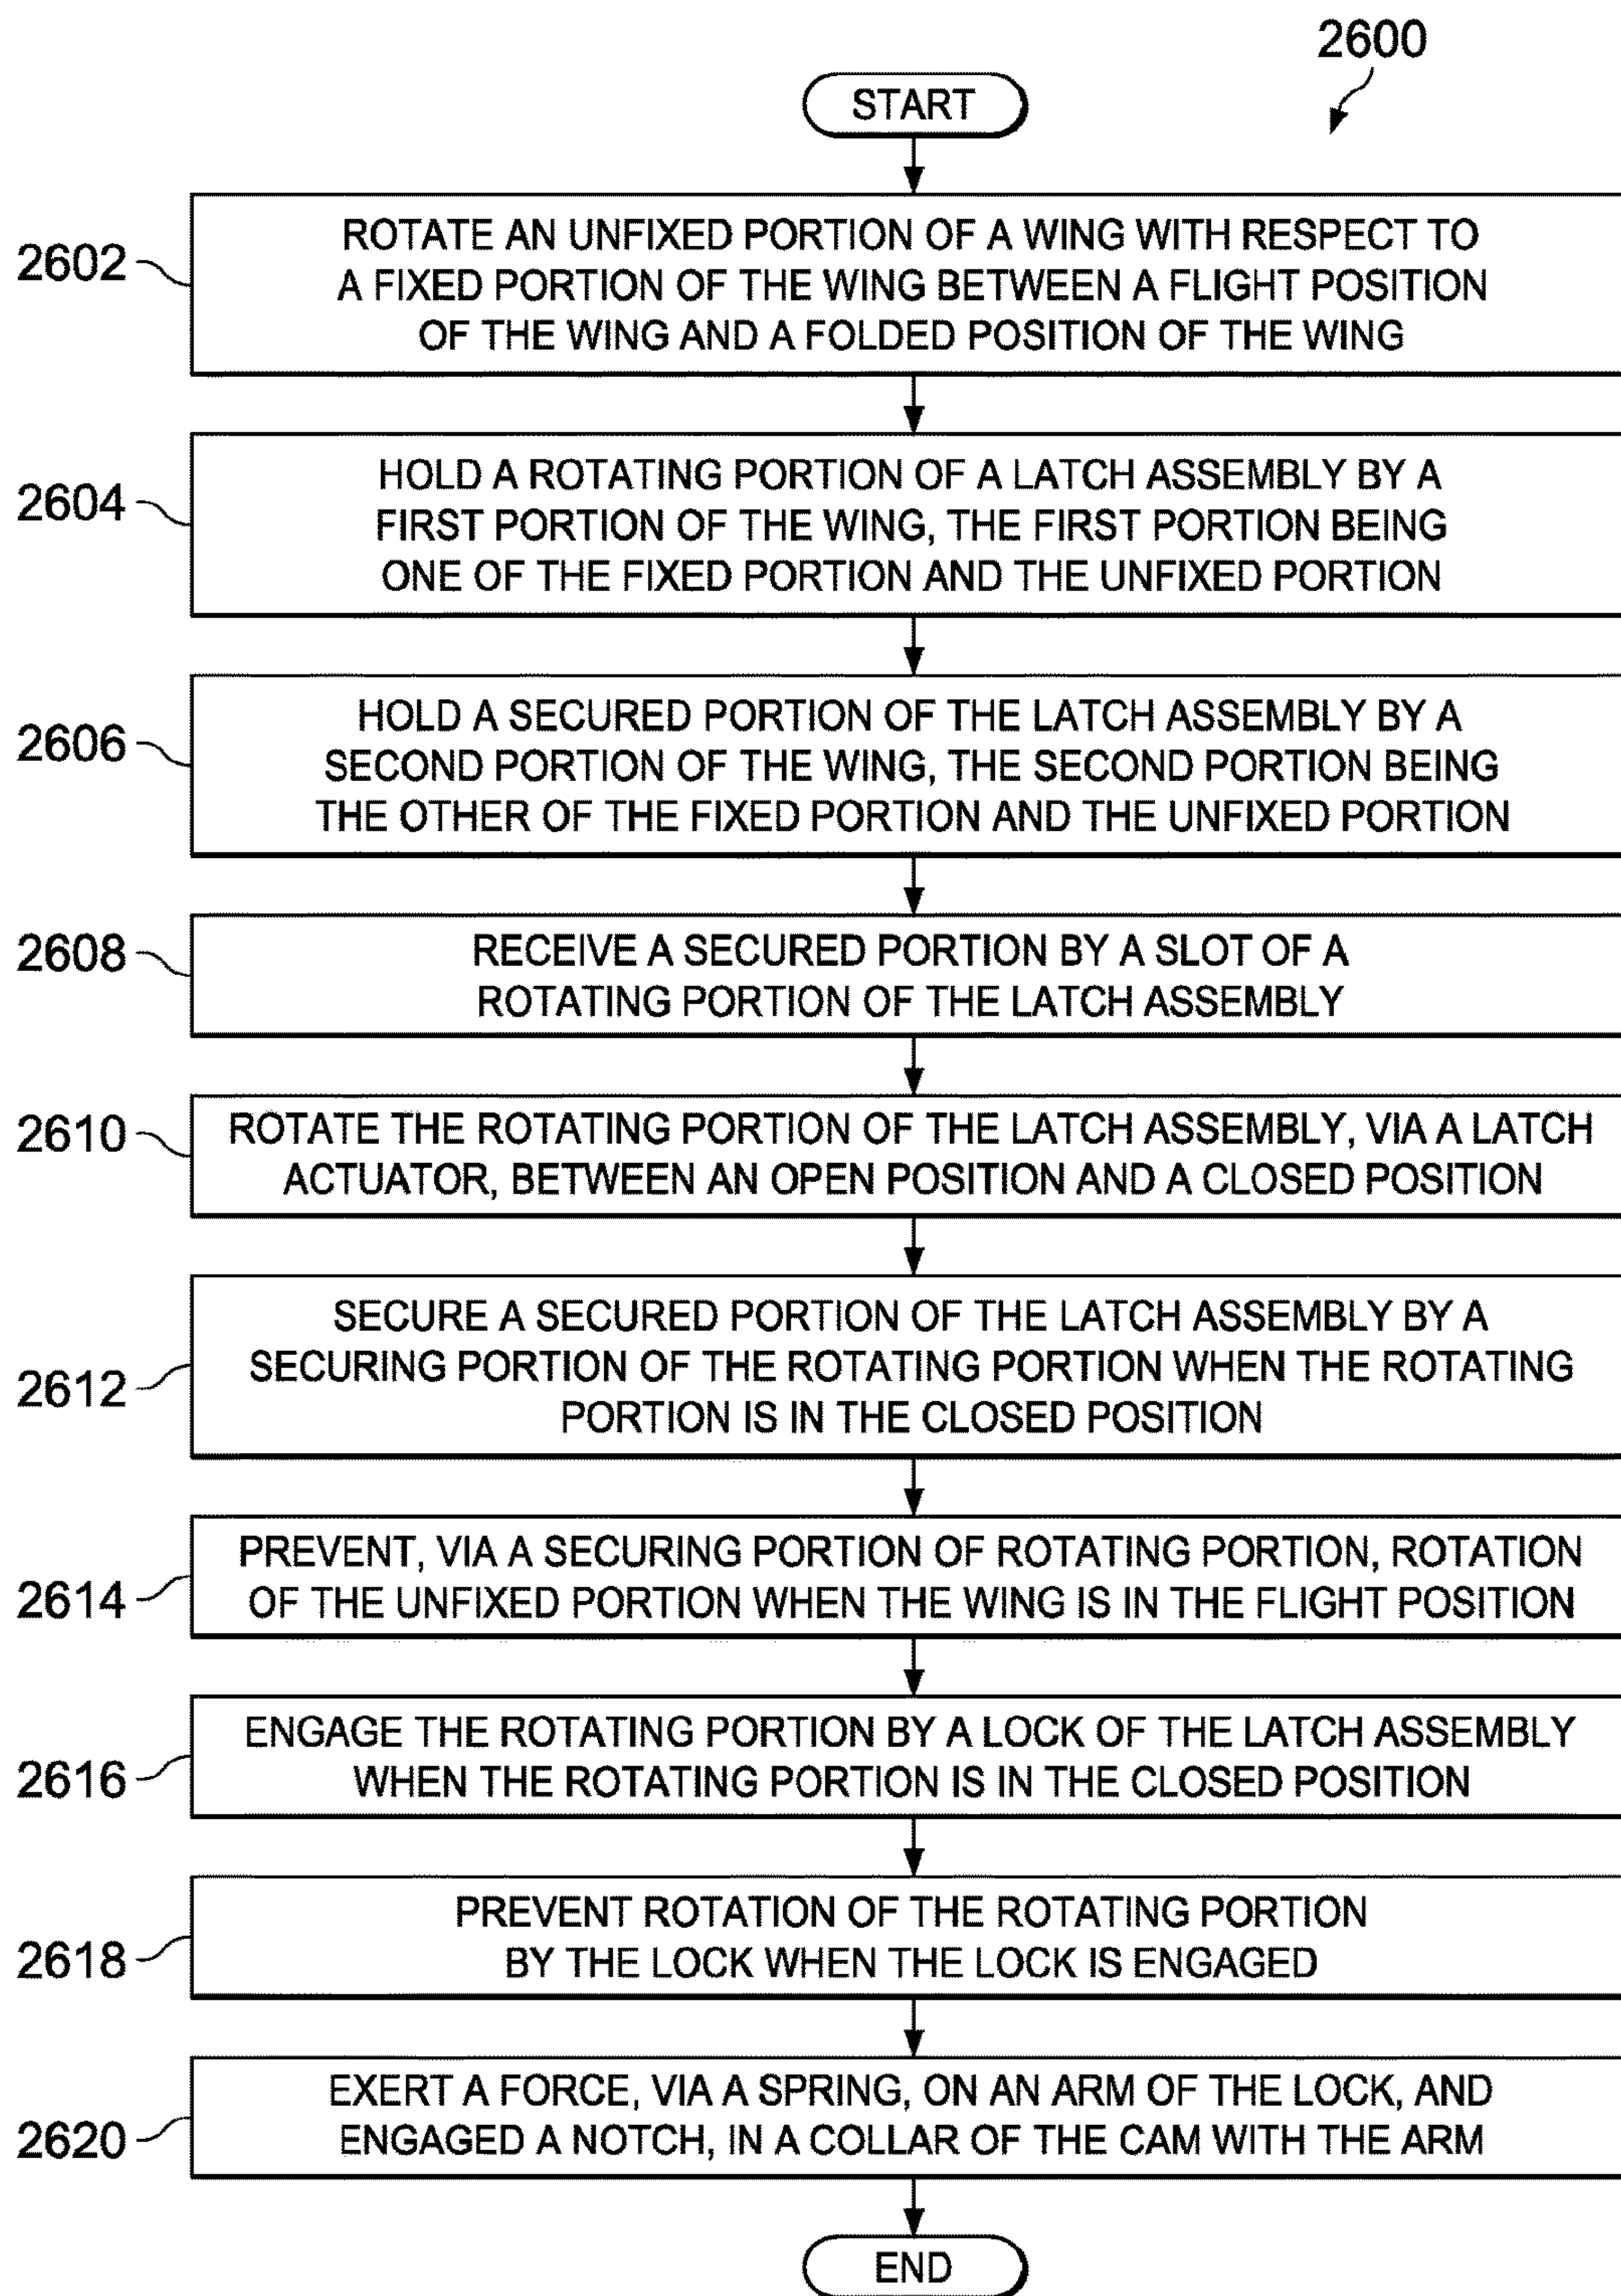 2600
START
2602
ROTATE AN UNFIXED PORTION OF A WING WITH RESPECT TO
A FIXED PORTION OF THE WING BETWEEN A FLIGHT POSITION
OF THE WING AND A FOLDED POSITION OF THE WING
2604
HOLD A ROTATING PORTION OF A LATCH ASSEMBLY BY A
FIRST PORTION OF THE WING, THE FIRST PORTION BEING
ONE OF THE FIXED PORTION AND THE UNFIXED PORTION
2606
HOLD A SECURED PORTION OF THE LATCH ASSEMBLY BY A
SECOND PORTION OF THE WING, THE SECOND PORTION BEING
THE OTHER OF THE FIXED PORTION AND THE UNFIXED PORTION
2608
RECEIVE A SECURED PORTION BY A SLOT OF A
ROTATING PORTION OF THE LATCH ASSEMBLY
2610
ROTATE THE ROTATING PORTION OF THE LATCH ASSEMBLY, VIA A LATCH
ACTUATOR, BETWEEN AN OPEN POSITION AND A CLOSED POSITION
2612
SECURE A SECURED PORTION OF THE LATCH ASSEMBLY BY A
SECURING PORTION OF THE ROTATING PORTION WHEN THE ROTATING
PORTION IS IN THE CLOSED POSITION
2614
PREVENT, VIA A SECURING PORTION OF ROTATING PORTION, ROTATION
OF THE UNFIXED PORTION WHEN THE WING IS IN THE FLIGHT POSITION
2616
ENGAGE THE ROTATING PORTION BY A LOCK OF THE LATCH ASSEMBLY
WHEN THE ROTATING PORTION IS IN THE CLOSED POSITION
2618
PREVENT ROTATION OF THE ROTATING PORTION
BY THE LOCK WHEN THE LOCK IS ENGAGED
2620
EXERT A FORCE, VIA A SPRING, ON AN ARM OF THE LOCK, AND
ENGAGED A NOTCH, IN A COLLAR OF THE CAM WITH THE ARM
END